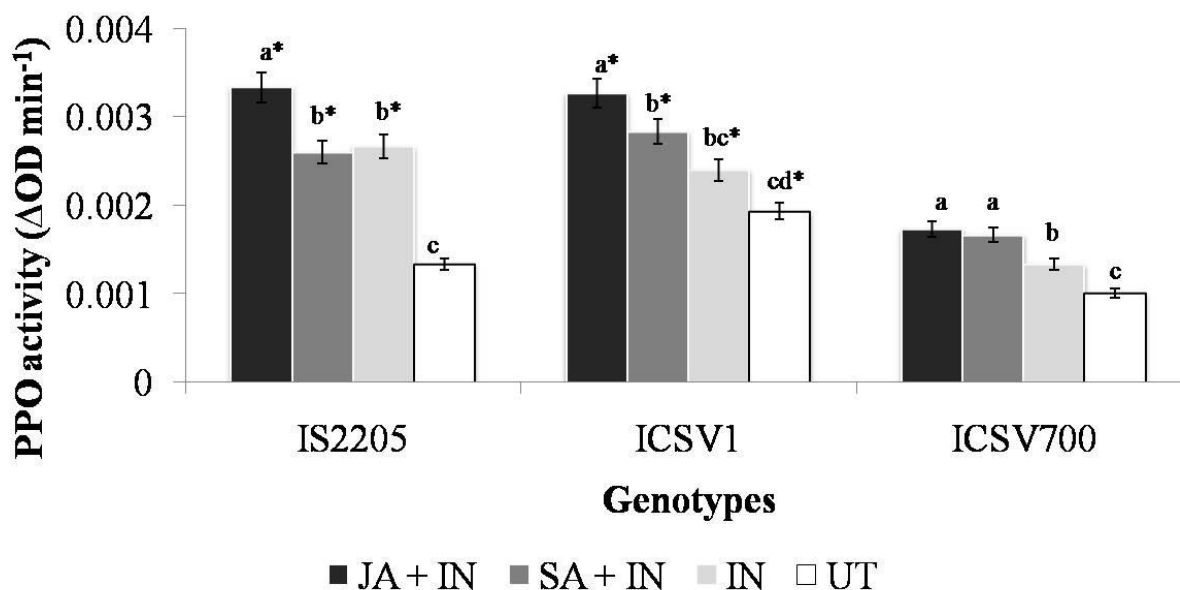 PPO activity (ΔOD min-1)
0.004
0.003
0.002
0.001
0
a*
b*
b*
c
a*
b*
bc*
cd*
a
a
b
c
IS2205 ICSV1 ICSV700
Genotypes
JA + IN SA + IN IN UT